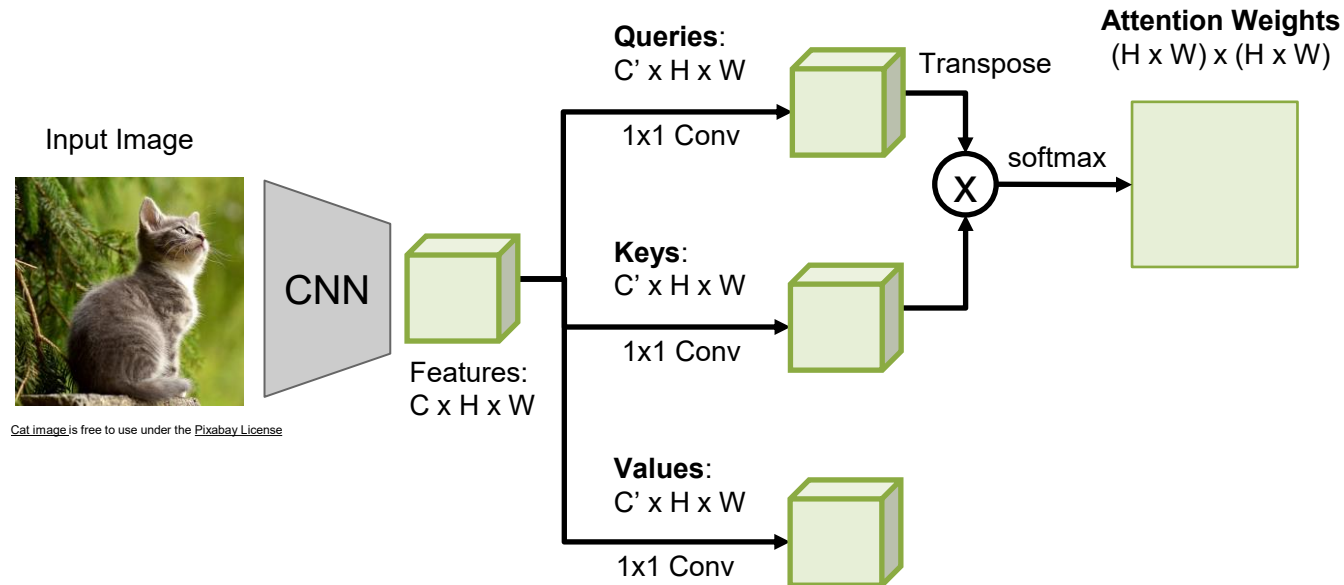 Input Image
Cat image is free to use under the Pixabay License
CNN
Features:
C x H x W
Queries:
C’ x H x W
1x1 Conv
Keys:
C’ x H x W
1x1 Conv
Values:
C’ x H x W
1x1 Conv
Transpose
X
softmax
Attention Weights
(H x W) x (H x W)